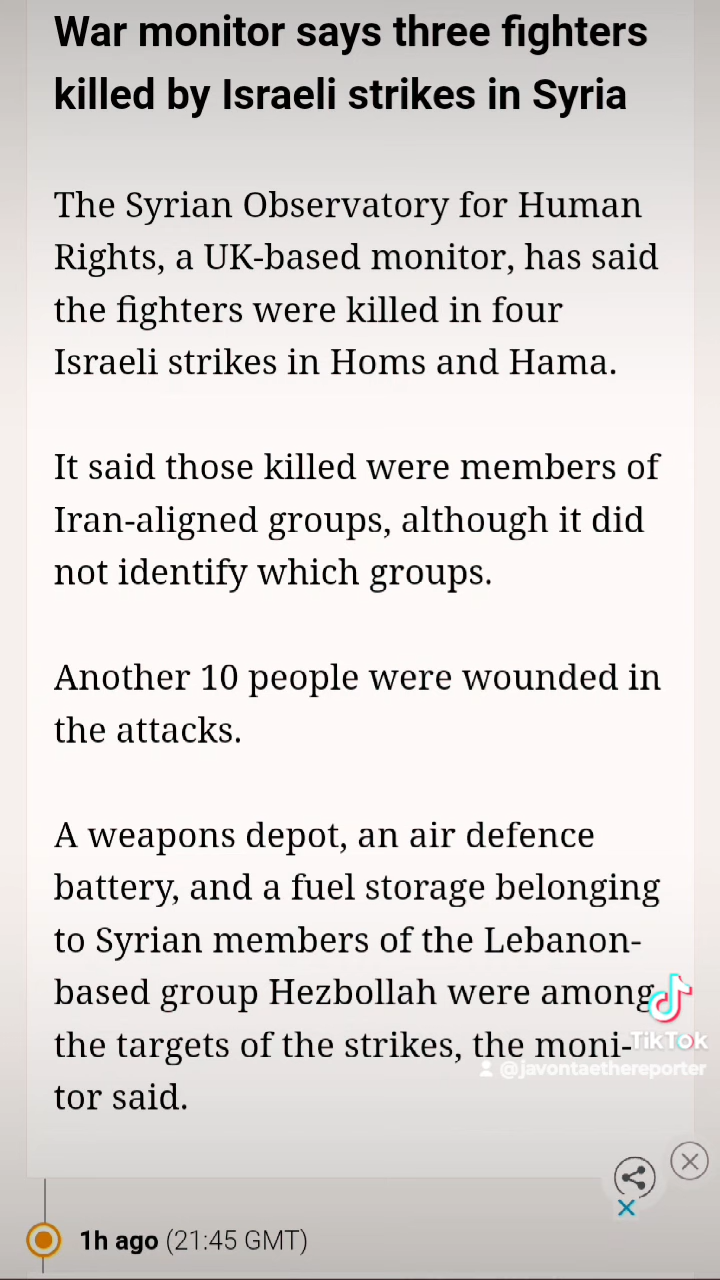 War monitor says three fighters
killed by Israeli strikes in Syria
The Syrian Observatory for Human
Rights, a UK-based monitor, has said
the fighters were killed in four
Israeli strikes in Homs and Hama.
It said those killed were members of
Iran-aligned groups, although it did
not identify which groups.
Another 10 people were wounded in
the attacks.
A weapons depot, an air defence
battery, and a fuel storage belonging
to Syrian members of the Lebanon-
based group Hezbollah were among
the targets of the strikes, the moni-
tor said.
TikTok
@javontaethereporter
1h ago (21:45 GMT)